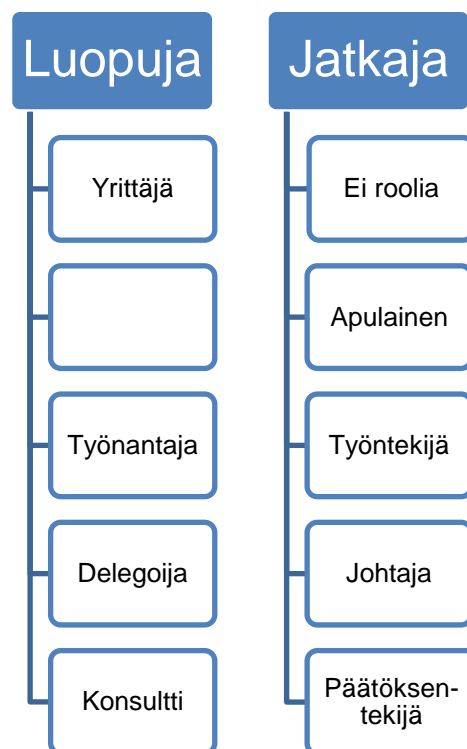 Luopuja
Yrittäjä
Työnantaja
Delegoija
Konsultti
Jatkaja
Ei roolia
Apulainen
Työntekijä
Johtaja
Päätöksen-
tekijä